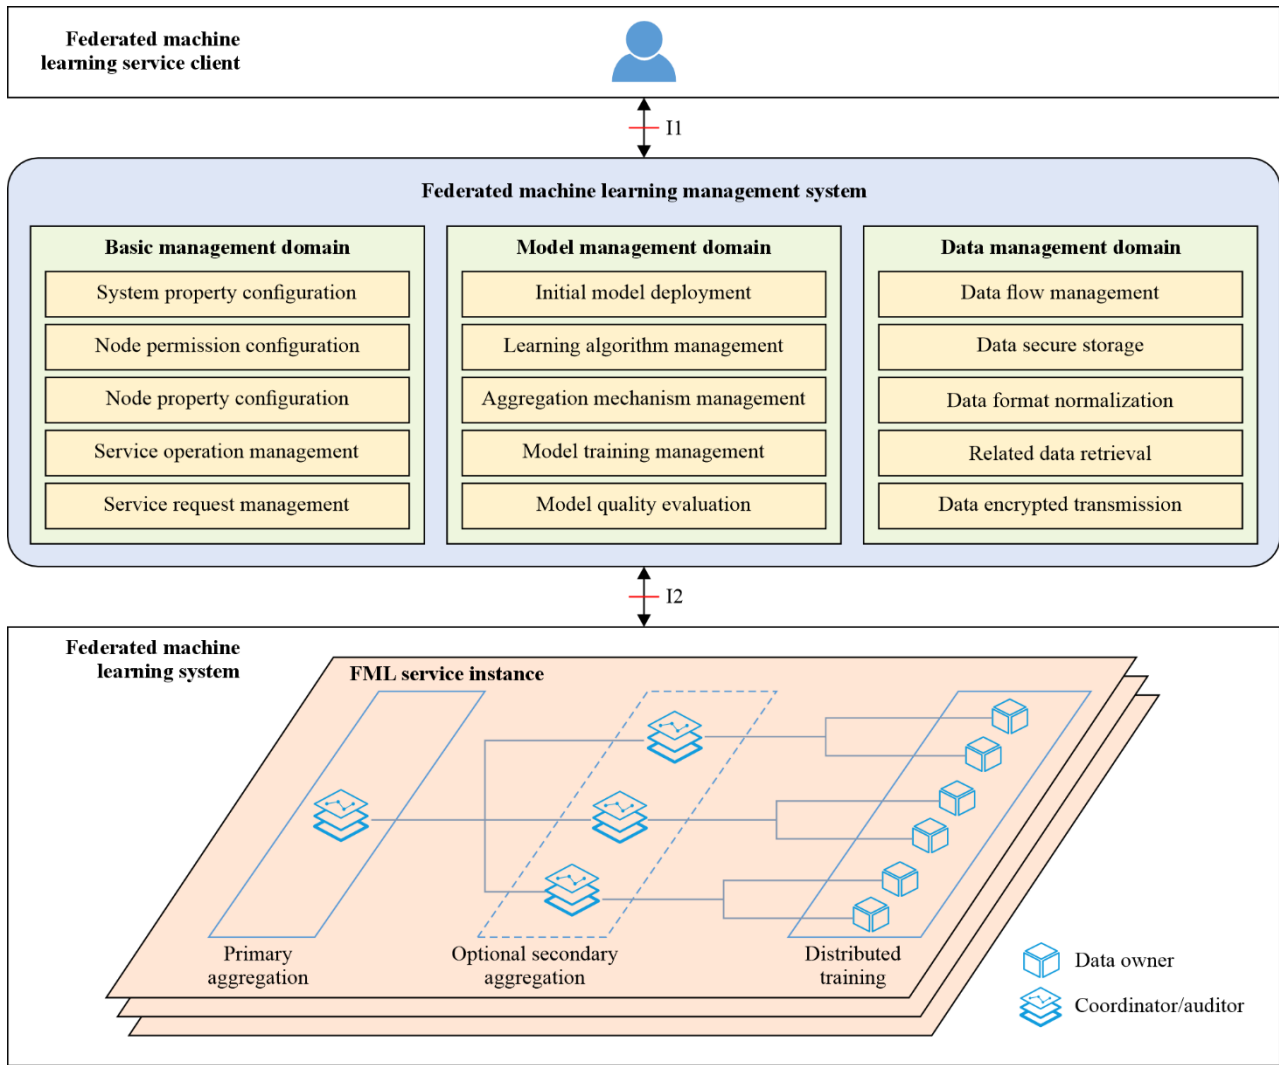 Federated machine
learning service client
I1
Federated machine learning management system
Basic management domain
System property configuration
Node permission configuration
Node property configuration
Service operation management
Service request management
Model management domain
Initial model deployment
Learning algorithm management
Aggregation mechanism management
Model training management
Model quality evaluation
Data management domain
Data flow management
Data secure storage
Data format normalization
Related data retrieval
Data encrypted transmission
I2
Federated machine
learning system
FML service instance
Primary
aggregation
Optional secondary
aggregation
Distributed
training
Data owner
Coordinator/auditor